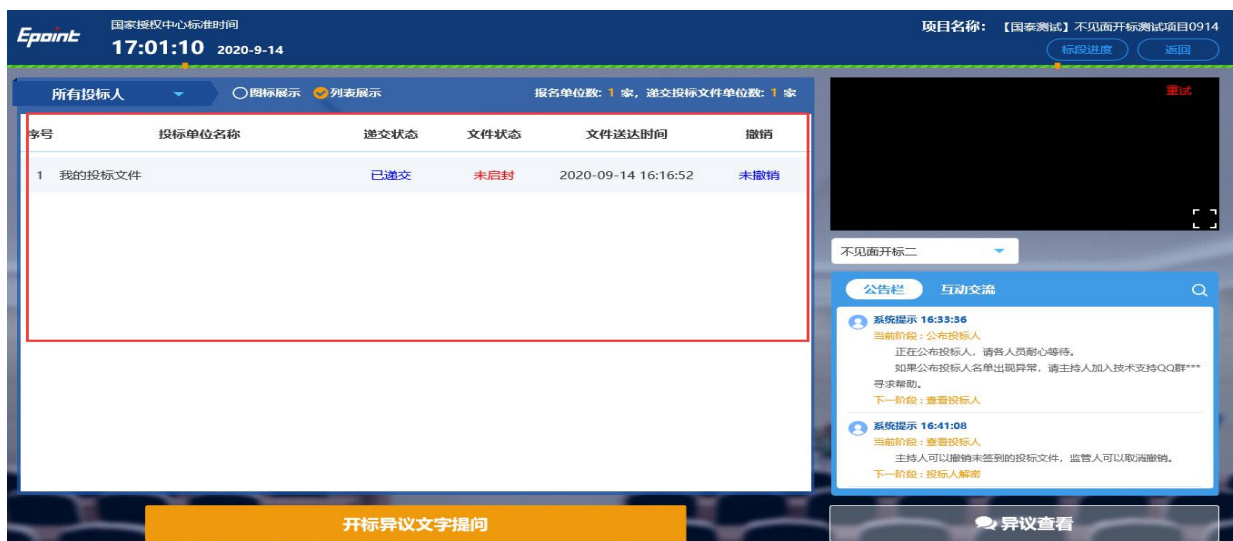 Epoint
国家授权中心标准时间
17:01:10 2020-9-14
项目名称： 【国泰测试】不见面开标测试项目0914
标段进度 返回
所有投标人 图标展示 列表展示 报名单位数：1 家，递交投标文件单位数：1 家
序号 投标单位名称 递交状态 文件状态 文件送达时间 撤销
1 我的投标文件 已递交 未启封 2020-09-14 16:16:52 未撤销
重试
不见面开标二
公告栏 互动交流
系统提示 16:33:36
当前阶段：公布投标人
正在公布投标人，请各人员耐心等待。
如果公布投标人名单出现异常，请主持人加入技术支持QQ群***
寻求帮助。
下一阶段：查看投标人
系统提示 16:41:08
当前阶段：查看投标人
主持人可以撤销未签到的投标文件，监管人可以取消撤销。
下一阶段：投标人解密
开标异议文字提问
异议查看